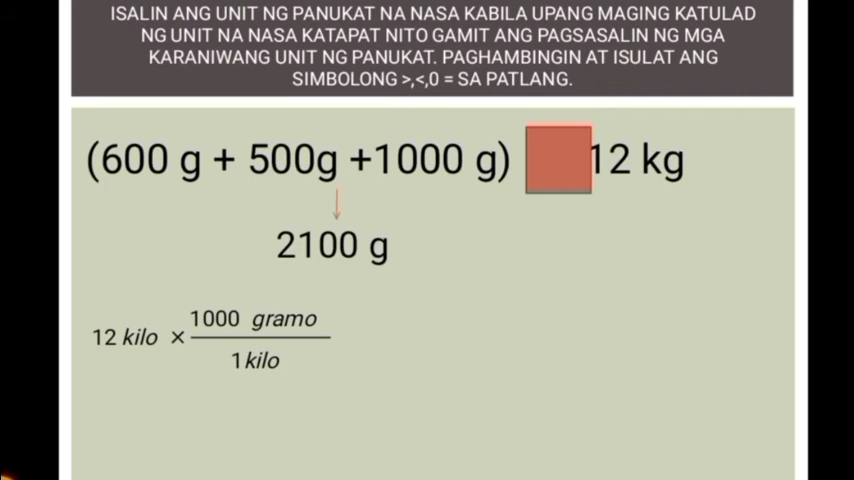 ISALIN ANG UNIT NG PANUKAT NA NASA KABILA UPANG MAGING KATULAD
NG UNIT NA NASA KATAPAT NITO GAMIT ANG PAGSASALIN NG MGA
KARANIWANG UNIT NG PANUKAT. PAGHAMBINGIN AT ISULAT ANG
SIMBOLONG >,<,0 = SA PATLANG.
(600 g + 500g +1000 g) 12 kg
2100 g
12 kilo × 1000 gramo
1 kilo